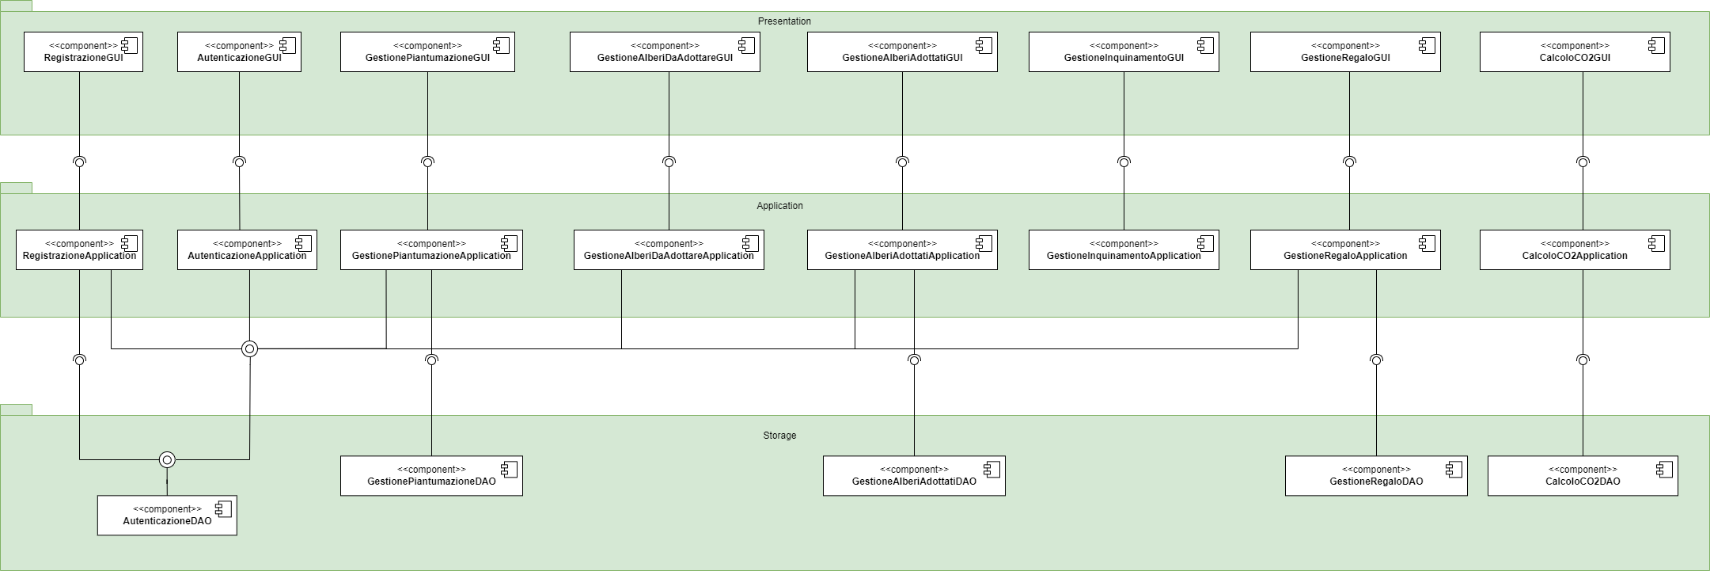 Presentation
<<component>>
RegistrazioneGUI
<<component>>
AutenticazioneGUI
<<component>>
GestionePiantumazioneGUI
<<component>>
GestioneAlberiDaAdottareGUI
<<component>>
GestioneAlberiAdottatiGUI
<<component>>
GestioneInquinamentoGUI
<<component>>
GestioneRegaloGUI
<<component>>
CalcoloCO2GUI
Application
<<component>>
RegistrazioneApplication
<<component>>
AutenticazioneApplication
<<component>>
GestionePiantumazioneApplication
<<component>>
GestioneAlberiDaAdottareApplication
<<component>>
GestioneAlberiAdottatiApplication
<<component>>
GestioneInquinamentoApplication
<<component>>
GestioneRegaloApplication
<<component>>
CalcoloCO2Application
Storage
<<component>>
GestionePiantumazioneDAO
<<component>>
GestioneAlberiAdottatiDAO
<<component>>
GestioneRegaloDAO
<<component>>
CalcoloCO2DAO
<<component>>
AutenticazioneDAO